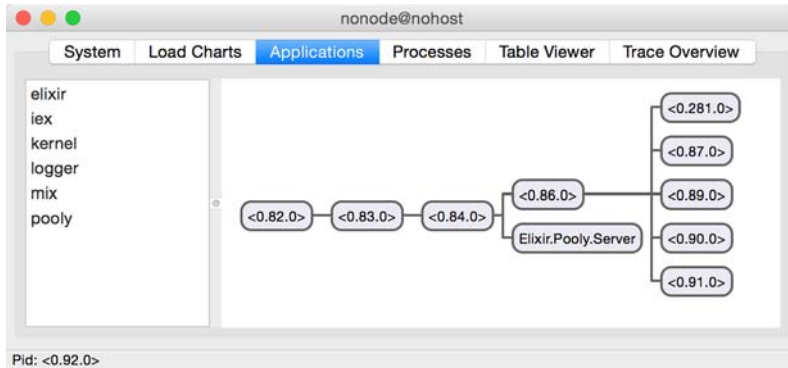 nonode@nohost
System
Load Charts
Applications
Processes
Table Viewer
Trace Overview
elixir
iex
kernel
logger
mix
pooly
<0.82.0>
<0.83.0>
<0.84.0>
<0.86.0>
Elixir.Pooly.Server
<0.281.0>
<0.87.0>
<0.89.0>
<0.90.0>
<0.91.0>
Pid: <0.92.0>